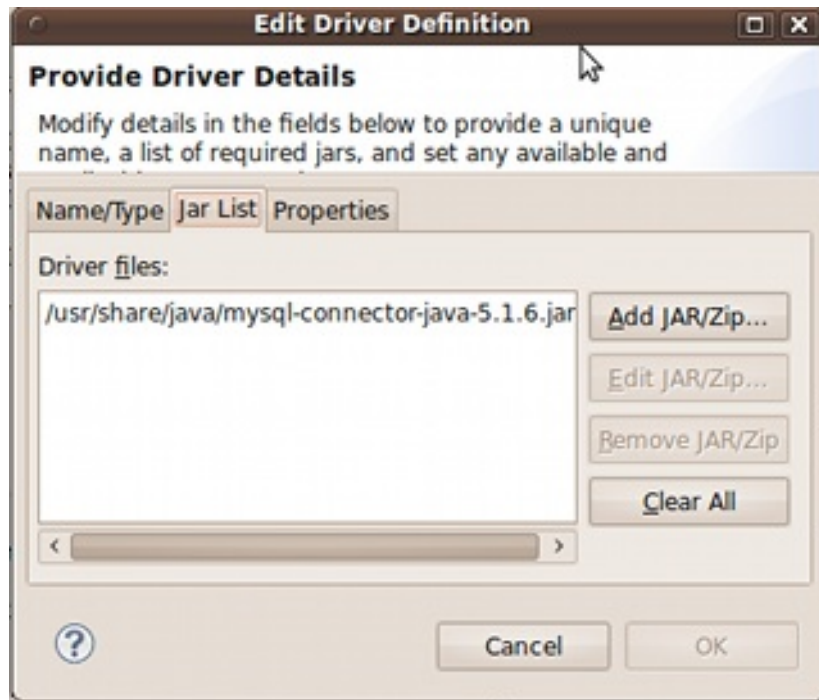 Edit Driver Definition
Provide Driver Details
Modify details in the fields below to provide a unique
name, a list of required jars, and set any available and
Name/Type Jar List Properties
Driver files:
/usr/share/java/mysql-connector-java-5.1.6.jar
Add JAR/Zip...
Edit JAR/Zip...
Remove JAR/Zip
Clear All
Cancel OK